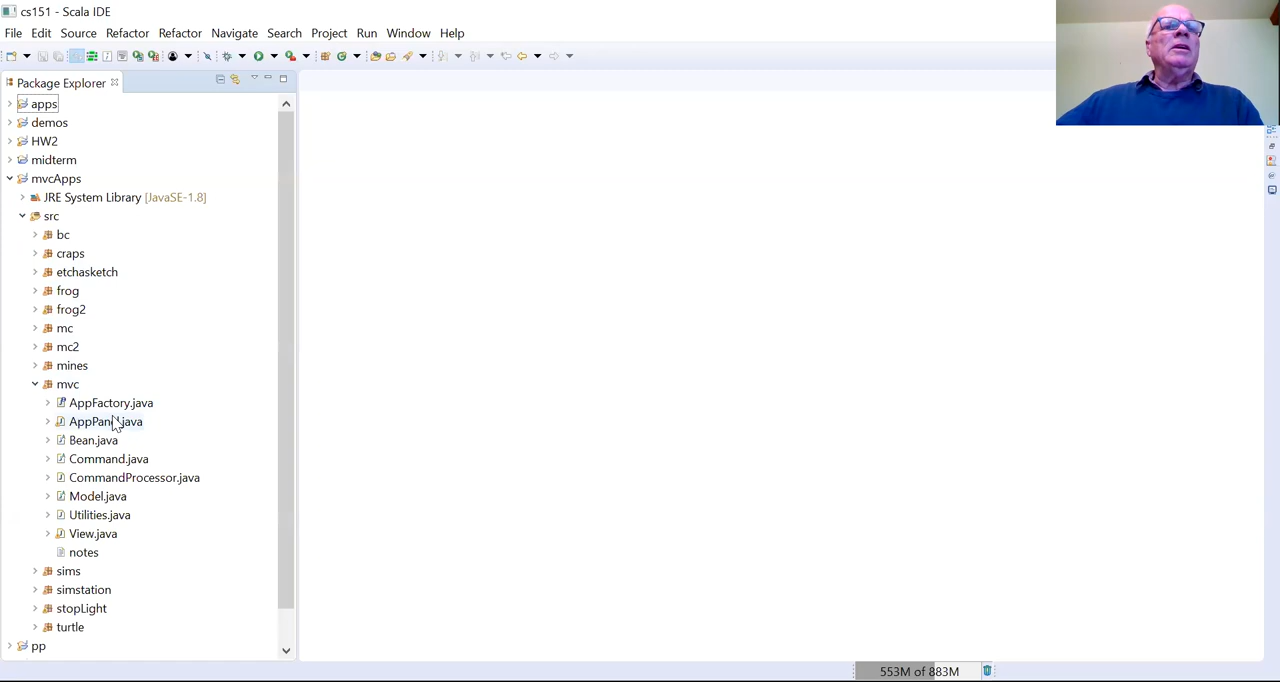 cs151 - Scala IDE
File Edit Source Refactor Refactor Navigate Search Project Run Window Help
Package Explorer
apps
demos
HW2
midterm
mvcApps
JRE System Library [JavaSE-1.8]
src
bc
craps
etchasketch
frog
frog2
mc
mc2
mines
mvc
AppFactory.java
AppPanel.java
Bean.java
Command.java
CommandProcessor.java
Model.java
Utilities.java
View.java
notes
sims
simstation
stopLight
turtle
pp
553M of 883M